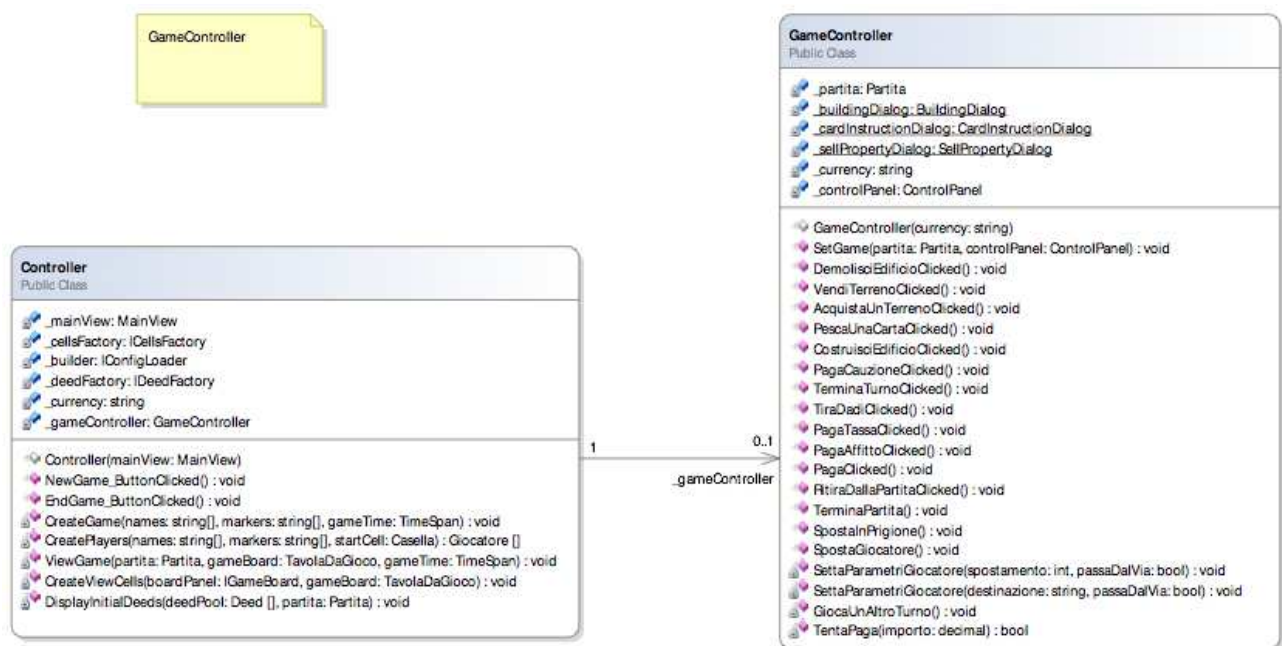 GameController
Controller
Public Class
_mainView: MainView
_cellsFactory: ICellsFactory
_builder: IConfigLoader
_deedFactory: IDeedFactory
_currency: string
_gameController: GameController
Controller(mainView: MainView)
NewGame_ButtonClicked() : void
EndGame_ButtonClicked() : void
CreateGame(names: string[], markers: string[], gameTime: TimeSpan) : void
CreatePlayers(names: string[], markers: string[], startCell: Casella) : Giocatore []
ViewGame(partita: Partita, gameBoard: TavolaDaGioco, gameTime: TimeSpan) : void
CreateViewCells(boardPanel: IGameBoard, gameBoard: TavolaDaGioco) : void
DisplayInitialDeeds(deedPool: Deed [], partita: Partita) : void
1
0..1
_gameController
GameController
Public Class
_partita: Partita
_buildingDialog: BuildingDialog
_cardInstructionDialog: CardInstructionDialog
_sellPropertyDialog: SellPropertyDialog
_currency: string
_controlPanel: ControlPanel
GameController(currency: string)
SetGame(partita: Partita, controlPanel: ControlPanel) : void
DemolisciEdificioClicked() : void
VendiTerrenoClicked() : void
AcquistaUnTerrenoClicked() : void
PescaUnaCartaClicked() : void
CostruisciEdificioClicked() : void
PagaCauzioneClicked() : void
TerminaTurnoClicked() : void
TiraDadiClicked() : void
PagaTassaClicked() : void
PagaAffittoClicked() : void
PagaClicked() : void
RitiraDallaPartitaClicked() : void
TerminaPartita() : void
SpostaInPrigione() : void
SpostaGiocatore() : void
SettaParametriGiocatore(spostamento: int, passaDalVia: bool) : void
SettaParametriGiocatore(destinazione: string, passaDalVia: bool) : void
GiocaUnAltroTurno() : void
TentaPaga(importo: decimal) : bool